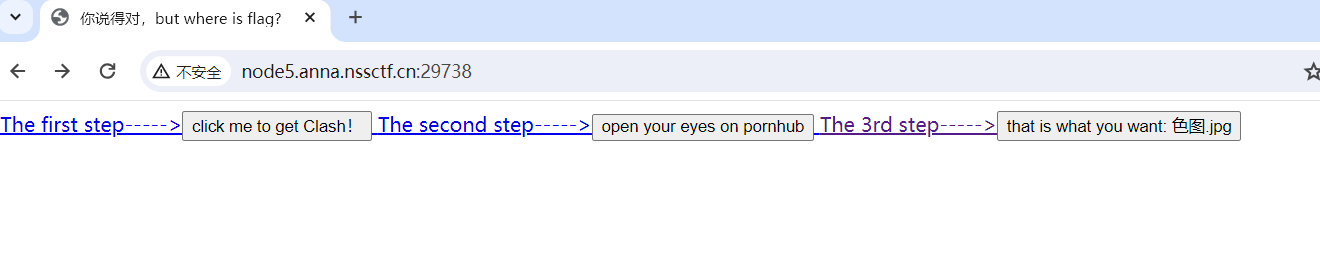 你说得对，but where is flag?
不安全 node5.anna.nssctf.cn:29738
The first step----->click me to get Clash！ The second step----->open your eyes on pornhub The 3rd step----->that is what you want: 色图.jpg